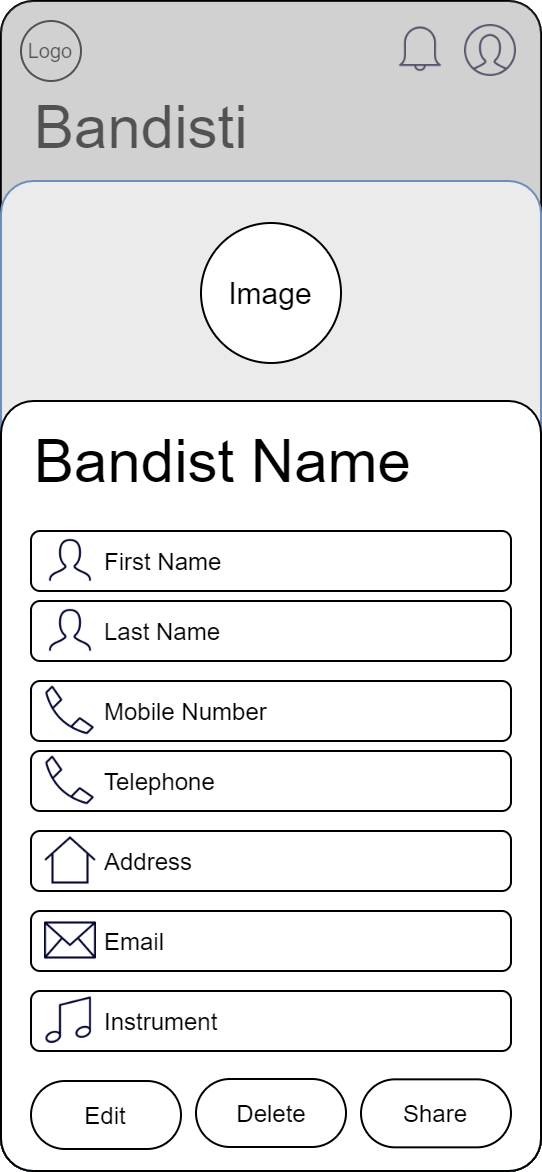 Logo
Bandisti
Image
Bandist Name
First Name
Last Name
Mobile Number
Telephone
Address
Email
Instrument
Edit
Delete
Share